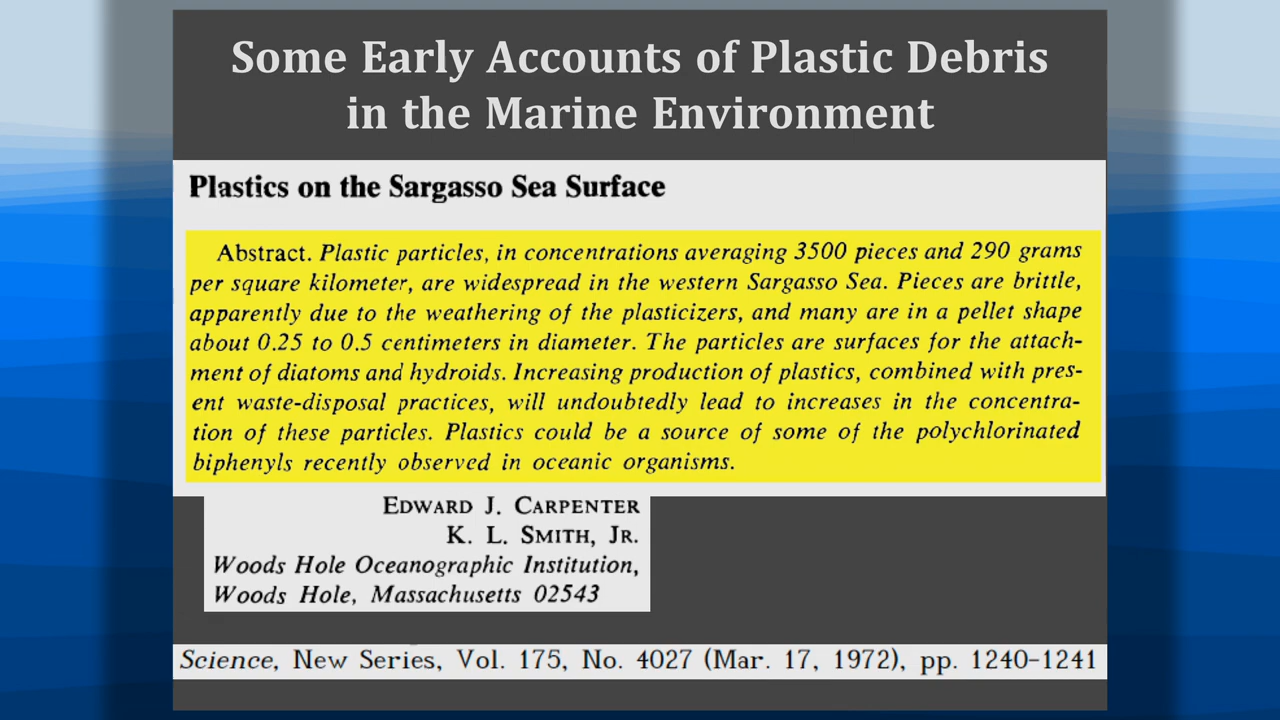 Some Early Accounts of Plastic Debris
in the Marine Environment
Plastics on the Sargasso Sea Surface
Abstract. Plastic particles, in concentrations averaging 3500 pieces and 290 grams
per square kilometer, are widespread in the western Sargasso Sea. Pieces are brittle,
apparently due to the weathering of the plasticizers, and many are in a pellet shape
about 0.25 to 0.5 centimeters in diameter. The particles are surfaces for the attach-
ment of diatoms and hydroids. Increasing production of plastics, combined with pres-
ent waste-disposal practices, will undoubtedly lead to increases in the concentra-
tion of these particles. Plastics could be a source of some of the polychlorinated
biphenyls recently observed in oceanic organisms.
EDWARD J. CARPENTER
K. L. SMITH, JR.
Woods Hole Oceanographic Institution,
Woods Hole, Massachusetts 02543
Science, New Series, Vol. 175, No. 4027 (Mar. 17, 1972), pp. 1240-1241